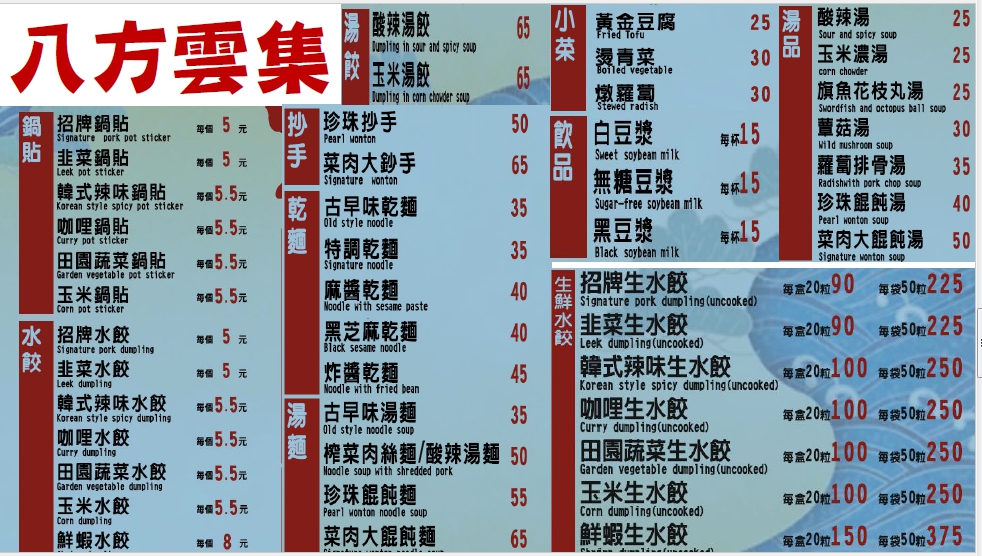 八方雲集
鍋貼
招牌鍋貼 每個 5 元
Signature pork pot sticker
韭菜鍋貼 每個 5 元
Leek pot sticker
韓式辣味鍋貼 每個5.5元
Korean style spicy pot sticker
咖哩鍋貼 每個5.5元
Curry pot sticker
田園蔬菜鍋貼 每個5.5元
Garden vegetable pot sticker
玉米鍋貼 每個5.5元
Corn pot sticker
水餃
招牌水餃 每個 5 元
Signature pork dumpling
韭菜水餃 每個 5 元
Leek dumpling
韓式辣味水餃 每個5.5元
Korean style spicy dumpling
咖哩水餃 每個5.5元
Curry dumpling
田園蔬菜水餃 每個5.5元
Garden vegetable dumpling
玉米水餃 每個5.5元
Corn dumpling
鮮蝦水餃 每個 8 元
湯餃
酸辣湯餃 65
Dumpling in sour and spicy soup
玉米湯餃 65
Dumpling in corn chowder soup
抄手
珍珠抄手 50
Pearl wonton
菜肉大鈔手 65
Signature wonton
乾麵
古早味乾麵 35
Old style noodle
特調乾麵 35
Signature noodle
麻醬乾麵 40
Noodle with sesame paste
黑芝麻乾麵 40
Black sesame noodle
炸醬乾麵 45
Noodle with fried bean
湯麵
古早味湯麵 35
Old style noodle soup
榨菜肉絲麵/酸辣湯麵 50
Noodle soup with shredded pork
珍珠餛飩麵 55
Pearl wonton noodle soup
菜肉大餛飩麵 65
Signature wonton noodle soup
小菜
黃金豆腐 25
Fried Tofu
燙青菜 30
Boiled vegetable
燉蘿蔔 30
Stewed radish
飲品
白豆漿 每杯15
Sweet soybean milk
無糖豆漿 每杯15
Sugar-free soybean milk
黑豆漿 每杯15
Black soybean milk
湯品
酸辣湯 25
Sour and spicy soup
玉米濃湯 25
corn chowder
旗魚花枝丸湯 25
Swordfish and octopus ball soup
蕈菇湯 30
Wild mushroom soup
蘿蔔排骨湯 35
Radishwith pork chop soup
珍珠餛飩湯 40
Pearl wonton soup
菜肉大餛飩湯 50
Signature wonton soup
生鮮水餃
招牌生水餃 每盒20粒90 每袋50粒225
Signature pork dumpling(uncooked)
韭菜生水餃 每盒20粒90 每袋50粒225
Leek dumpling(uncooked)
韓式辣味生水餃 每盒20粒100 每袋50粒250
Korean style spicy dumpling(uncooked)
咖哩生水餃 每盒20粒100 每袋50粒250
Curry dumpling(uncooked)
田園蔬菜生水餃 每盒20粒100 每袋50粒250
Garden vegetable dumpling(uncooked)
玉米生水餃 每盒20粒100 每袋50粒250
Corn dumpling(uncooked)
鮮蝦生水餃 每盒20粒150 每袋50粒375